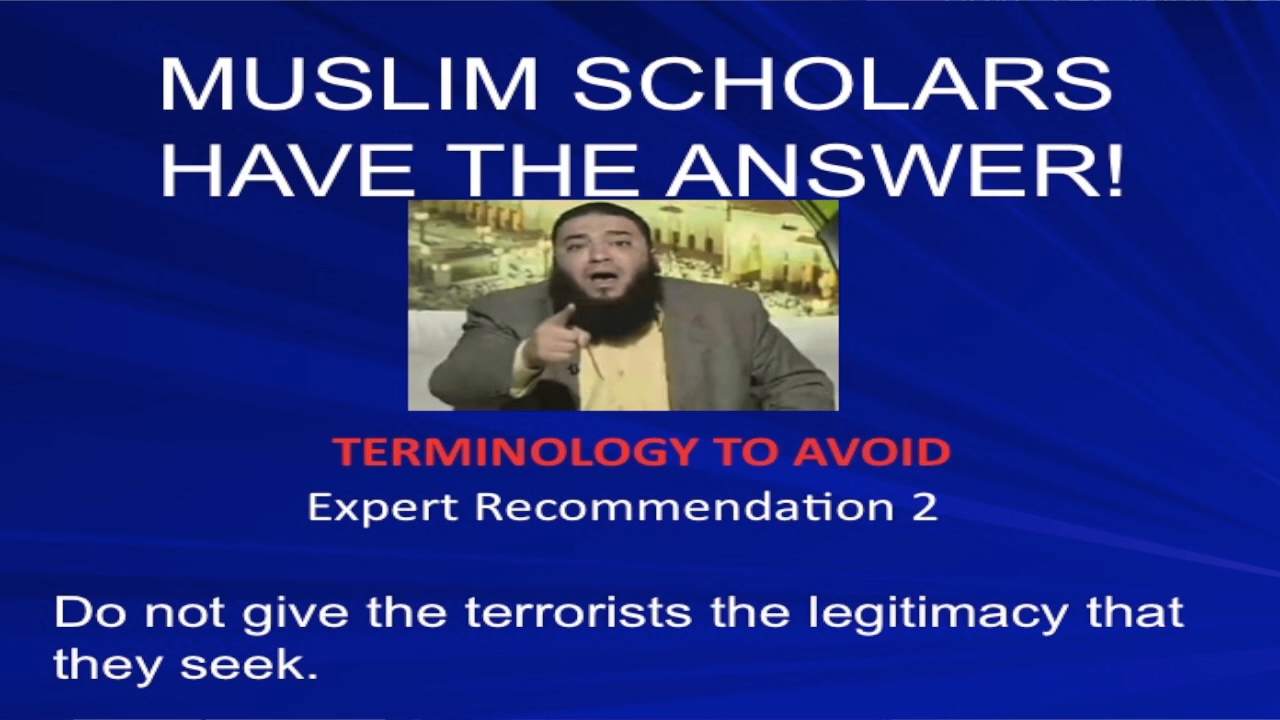 MUSLIM SCHOLARS
HAVE THE ANSWER!
TERMINOLOGY TO AVOID
Expert Recommendation 2
Do not give the terrorists the legitimacy that
they seek.